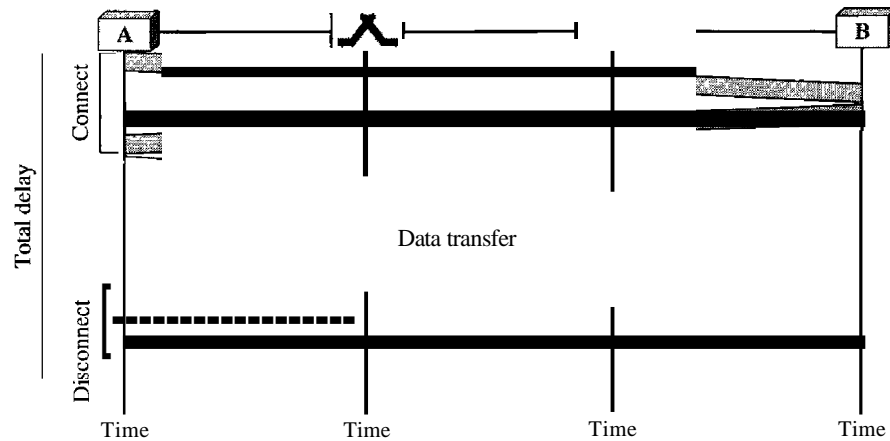 A
B
Connect
Total delay
Data transfer
Disconnect
Time
Time
Time
Time